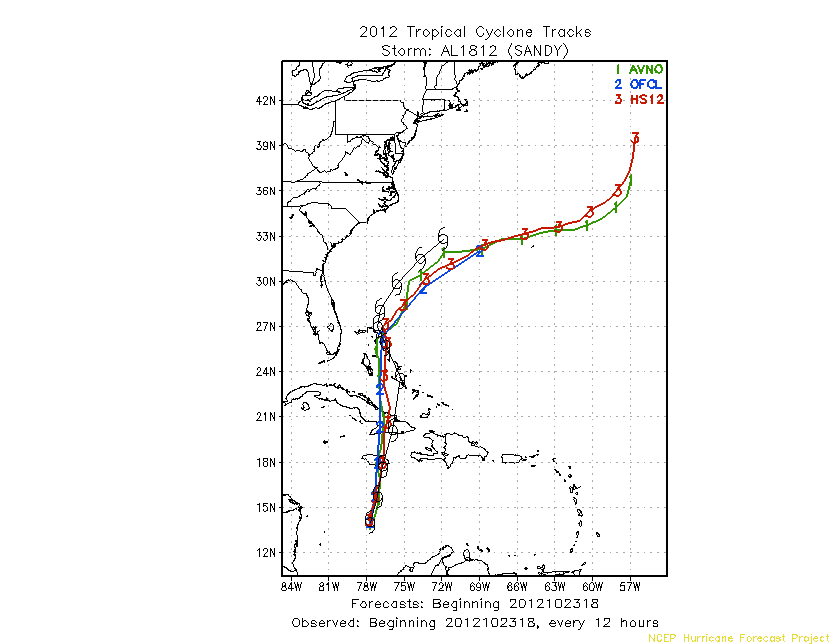 2012 Tropical Cyclone Tracks
Storm: AL1812 (SANDY)
1 AVNO
2 OFCL
3 HS12
42N
39N
36N
33N
30N
27N
24N
21N
18N
15N
12N
84W 81W 78W 75W 72W 69W 66W 63W 60W 57W
Forecasts: Beginning 2012102318
Observed: Beginning 2012102318, every 12 hours
NCEP Hurricane Forecast Project